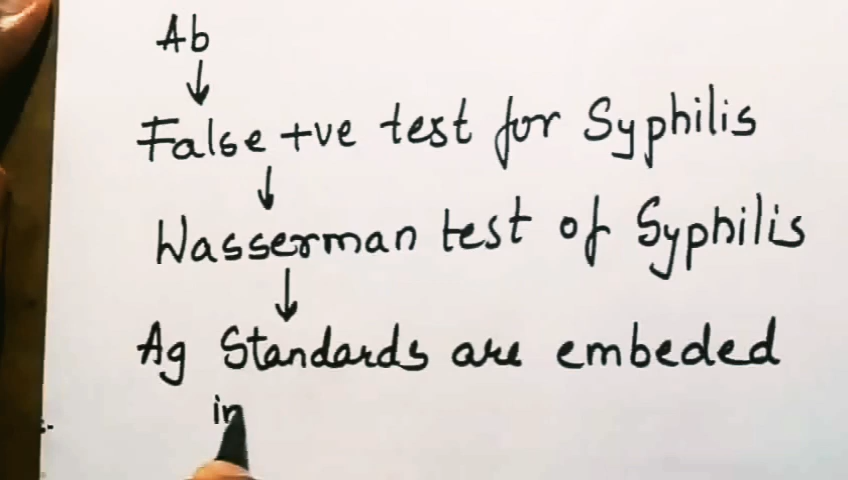 Ab
↓
False +ve test for Syphilis
↓
Wasserman test of Syphilis
↓
Ag Standards are embeded
in